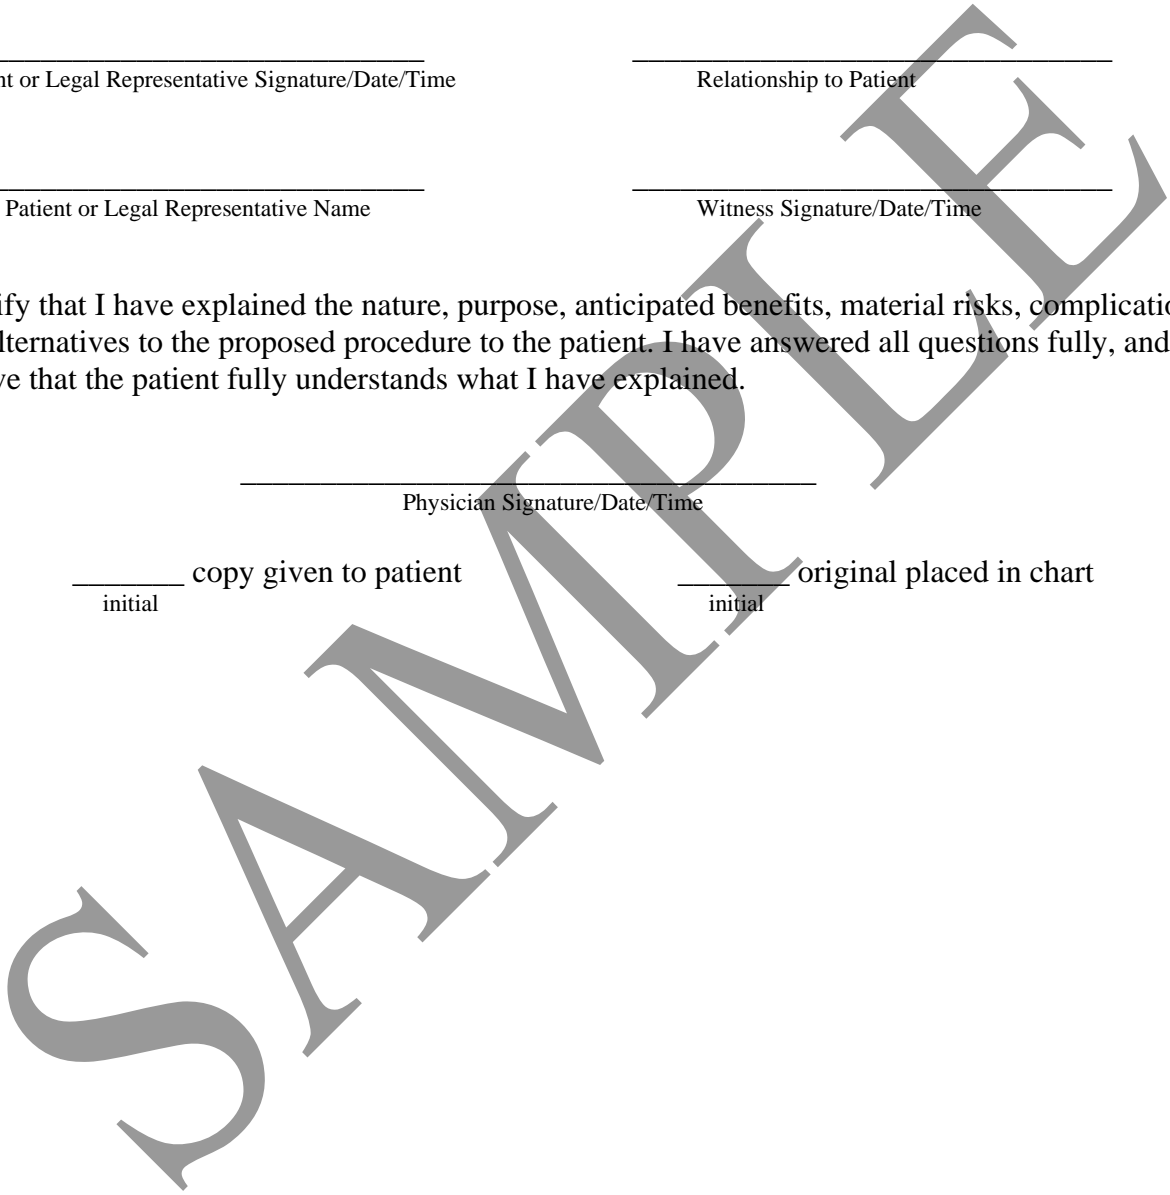 nt or Legal Representative Signature/Date/Time Relationship to Patient
Patient or Legal Representative Name Witness Signature/Date/Time
ify that I have explained the nature, purpose, anticipated benefits, material risks, complicatio
lternatives to the proposed procedure to the patient. I have answered all questions fully, and
ve that the patient fully understands what I have explained.
Physician Signature/Date/Time
_______ copy given to patient _______ original placed in chart
initial initial
SAMPLE